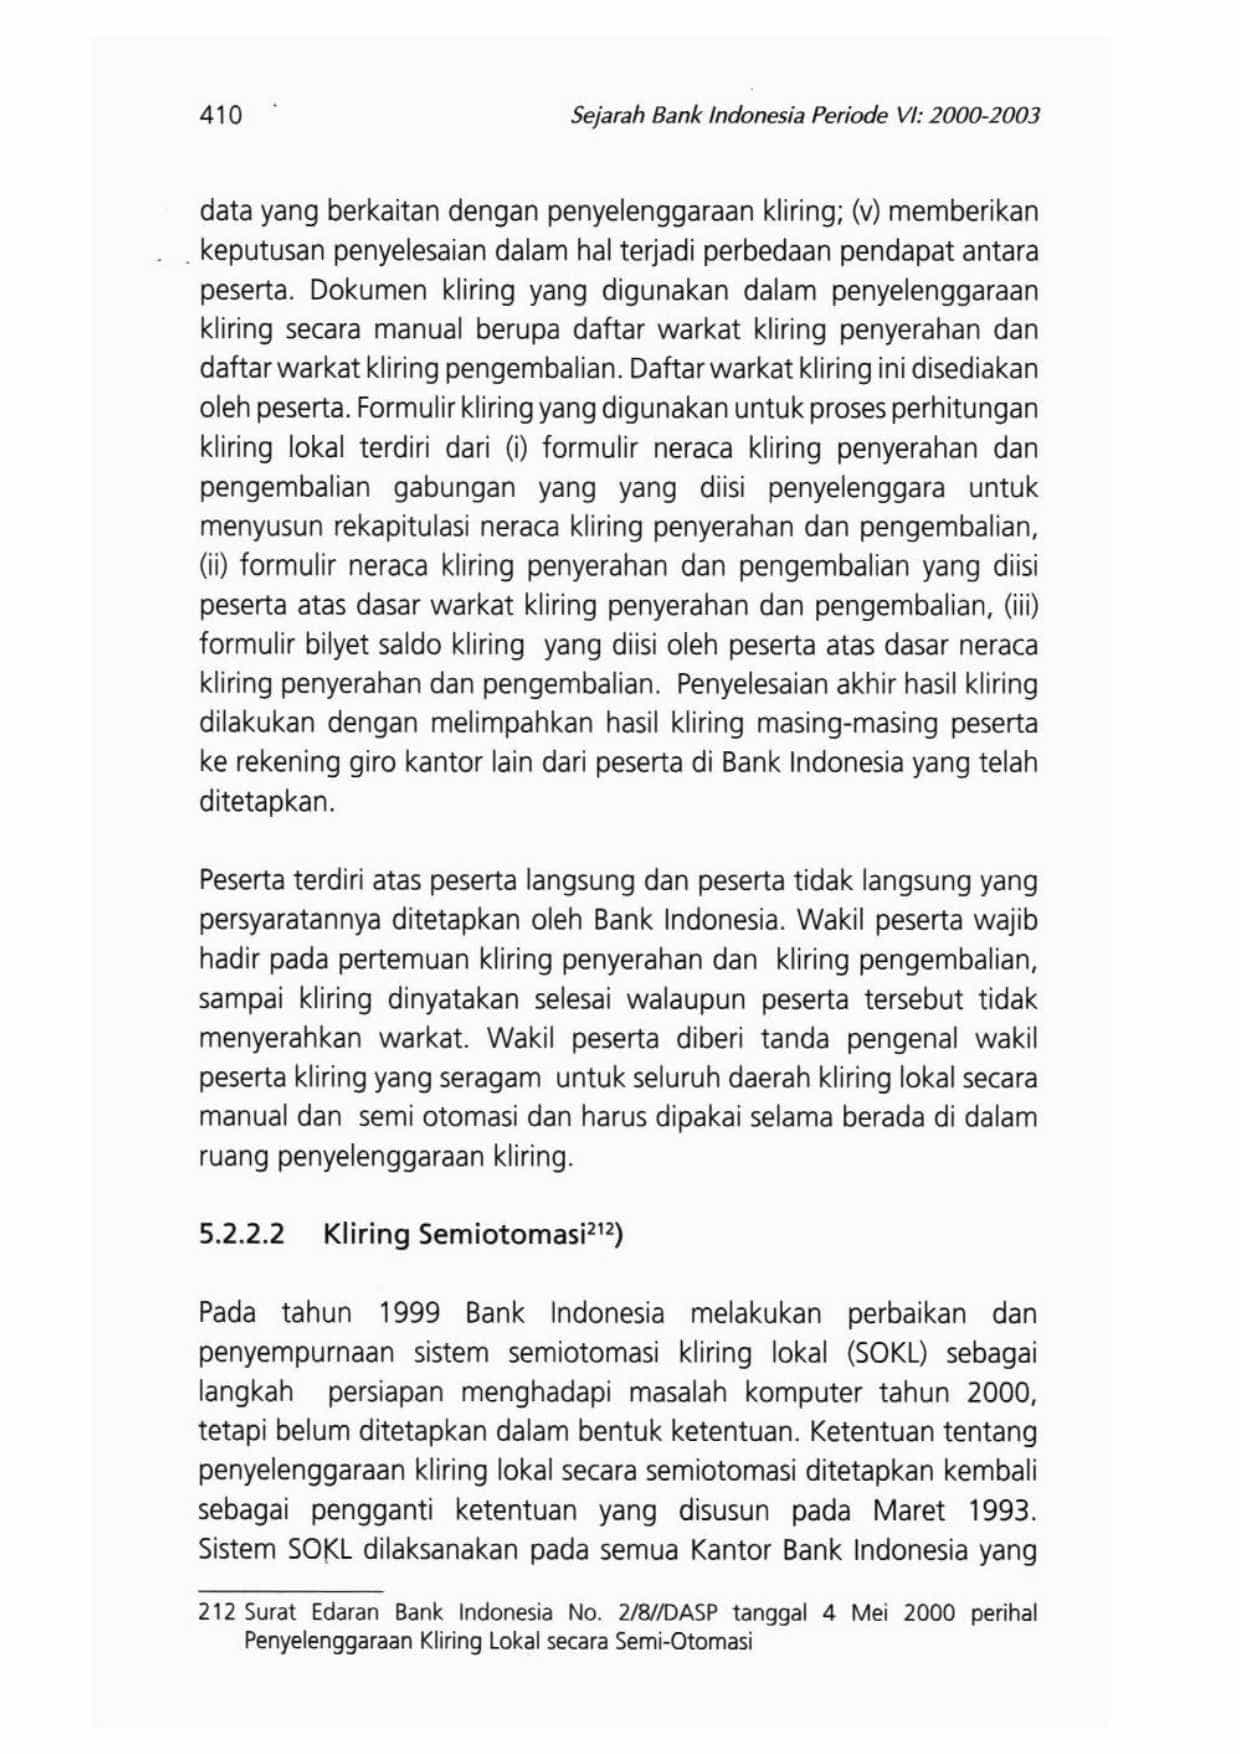 410
Sejarah Bank Indonesia Periode VI: 2000-2003
data yang berkaitan dengan penyelenggaraan kliring; (v) memberikan
keputusan penyelesaian dalam hal terjadi perbedaan pendapat antara
peserta. Dokumen kliring yang digunakan dalam penyelenggaraan
kliring secara manual berupa daftar warkat kliring penyerahan dan
daftar warkat kliring pengembalian. Daftar warkat kliring ini disediakan
oleh peserta. Formulir kliring yang digunakan untuk proses perhitungan
kliring lokal terdiri dari (i) formulir neraca kliring penyerahan dan
pengembalian gabungan yang yang diisi penyelenggara untuk
menyusun rekapitulasi neraca kliring penyerahan dan pengembalian,
(ii) formulir neraca kliring penyerahan dan pengembalian yang diisi
peserta atas dasar warkat kliring penyerahan dan pengembalian, (iii)
formulir bilyet saldo kliring yang diisi oleh peserta atas dasar neraca
kliring penyerahan dan pengembalian. Penyelesaian akhir hasil kliring
dilakukan dengan melimpahkan hasil kliring masing-masing peserta
ke rekening giro kantor lain dari peserta di Bank Indonesia yang telah
ditetapkan.
Peserta terdiri atas peserta langsung dan peserta tidak langsung yang
persyaratannya ditetapkan oleh Bank Indonesia. Wakil peserta wajib
hadir pada pertemuan kliring penyerahan dan kliring pengembalian,
sampai kliring dinyatakan selesai walaupun peserta tersebut tidak
menyerahkan warkat. Wakil peserta diberi tanda pengenal wakil
peserta kliring yang seragam untuk seluruh daerah kliring lokal secara
manual dan semi otomasi dan harus dipakai selama berada di dalam
ruang penyelenggaraan kliring.
5.2.2.2 Kliring Semiotomasi²¹²)
Pada tahun 1999 Bank Indonesia melakukan perbaikan dan
penyempurnaan sistem semiotomasi kliring lokal (SOKL) sebagai
langkah persiapan menghadapi masalah komputer tahun 2000,
tetapi belum ditetapkan dalam bentuk ketentuan. Ketentuan tentang
penyelenggaraan kliring lokal secara semiotomasi ditetapkan kembali
sebagai pengganti ketentuan yang disusun pada Maret 1993.
Sistem SOKL dilaksanakan pada semua Kantor Bank Indonesia yang
212 Surat Edaran Bank Indonesia No. 2/8//DASP tanggal 4 Mei 2000 perihal
Penyelenggaraan Kliring Lokal secara Semi-Otomasi